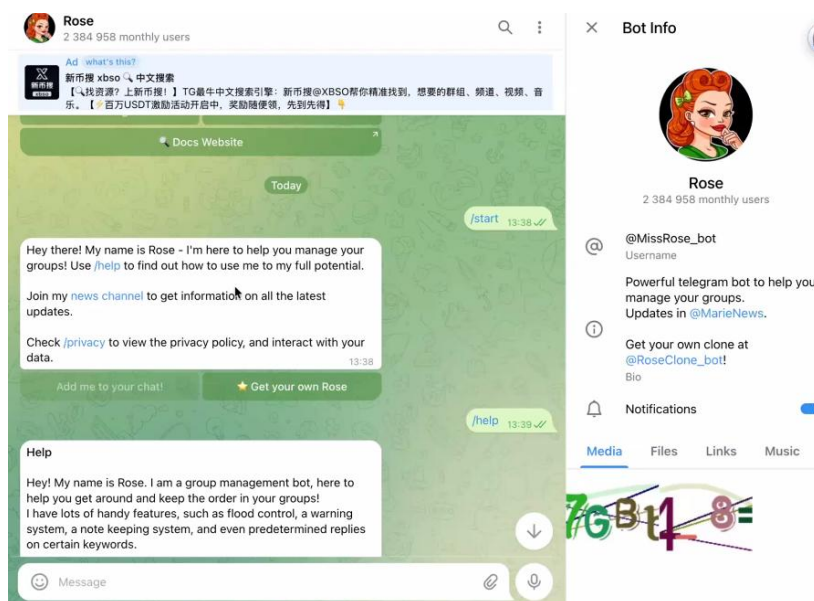 Rose
2 384 958 monthly users
Ad what's this?
新币搜 xbso 🔍 中文搜索
【🔍找资源？上新币搜！】TG最牛中文搜索引擎：新币搜@XBSO帮你精准找到，想要的群组、频道、视频、音
乐。【⚡百万USDT激励活动开启中，奖励随便领，先到先得】👇
新币搜
xbso
🔍 Docs Website
Today
/start 13:38
Hey there! My name is Rose - I'm here to help you manage your
groups! Use /help to find out how to use me to my full potential.
Join my news channel to get information on all the latest
updates.
Check /privacy to view the privacy policy, and interact with your
data.
13:38
Add me to your chat!
⭐ Get your own Rose
/help 13:39
Help
Hey! My name is Rose. I am a group management bot, here to
help you get around and keep the order in your groups!
I have lots of handy features, such as flood control, a warning
system, a note keeping system, and even predetermined replies
on certain keywords.
Message
Bot Info
Rose
2 384 958 monthly users
@MissRose_bot
Username
Powerful telegram bot to help you
manage your groups.
Updates in @MarieNews.
Get your own clone at
@RoseClone_bot!
Bio
Notifications
Media Files Links Music